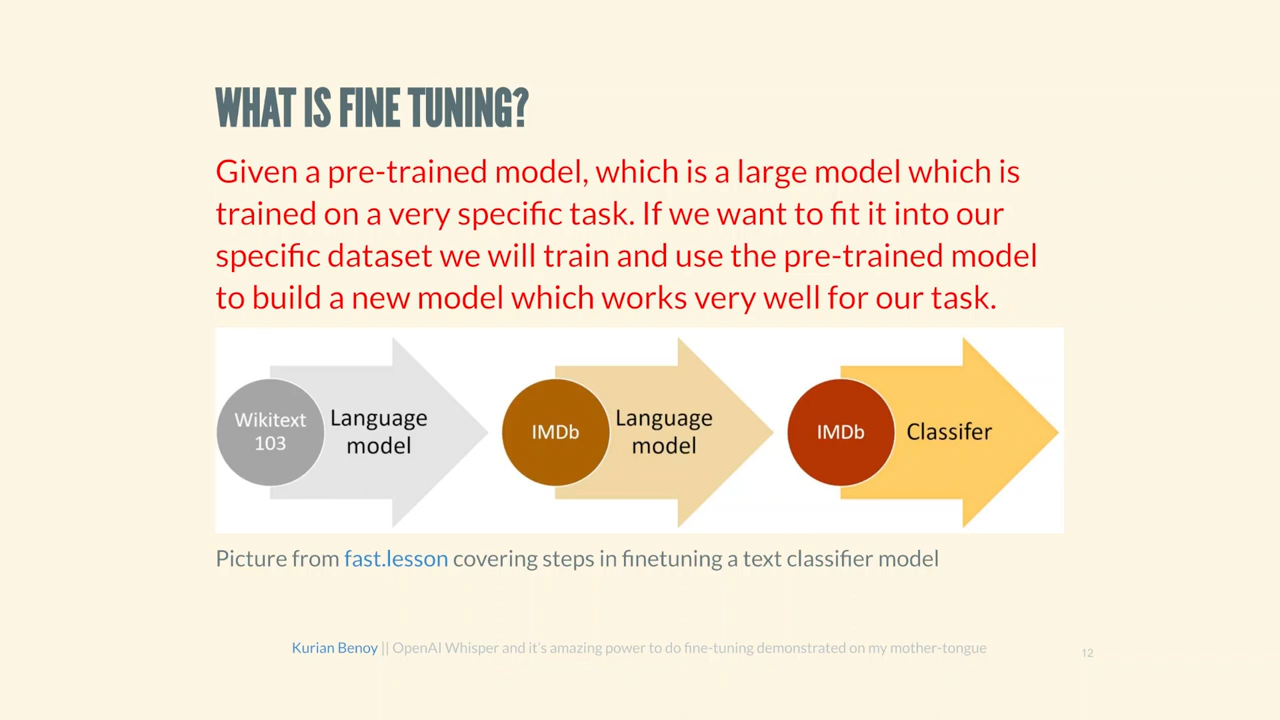 WHAT IS FINE TUNING?
Given a pre-trained model, which is a large model which is
trained on a very specific task. If we want to fit it into our
specific dataset we will train and use the pre-trained model
to build a new model which works very well for our task.
Wikitext
103
Language
model
IMDb
Language
model
IMDb
Classifer
Picture from fast.lesson covering steps in finetuning a text classifier model
Kurian Benoy || OpenAI Whisper and it's amazing power to do fine-tuning demonstrated on my mother-tongue
12